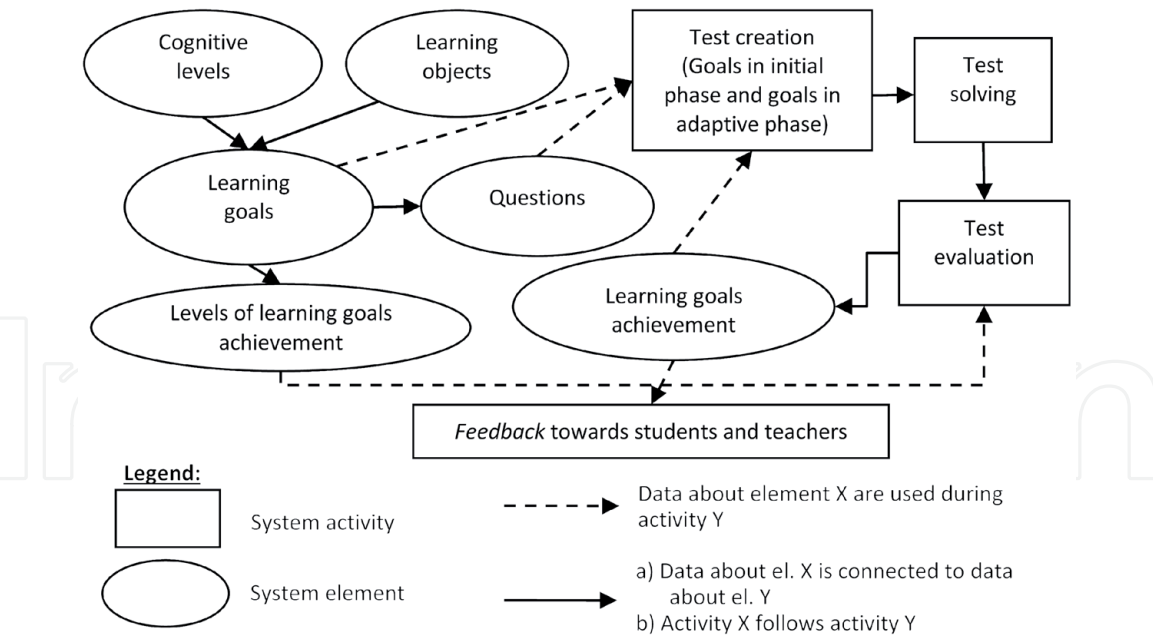 Cognitive
levels
Learning
objects
Test creation
(Goals in initial
phase and goals in
adaptive phase)
Test
solving
Learning
goals
Questions
Test
evaluation
Levels of learning goals
achievement
Learning goals
achievement
Feedback towards students and teachers
Legend:
System activity
Data about element X are used during
activity Y
System element
a) Data about el. X is connected to data
about el. Y
b) Activity X follows activity Y